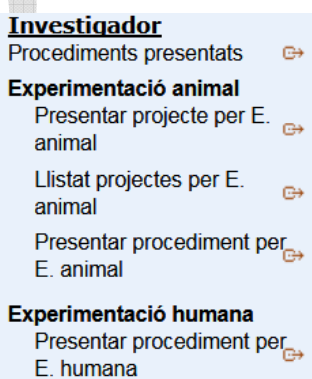 Investigador
Procediments presentats
Experimentació animal
Presentar projecte per E.
animal
Llistat projectes per E.
animal
Presentar procediment per
E. animal
Experimentació humana
Presentar procediment per
E. humana